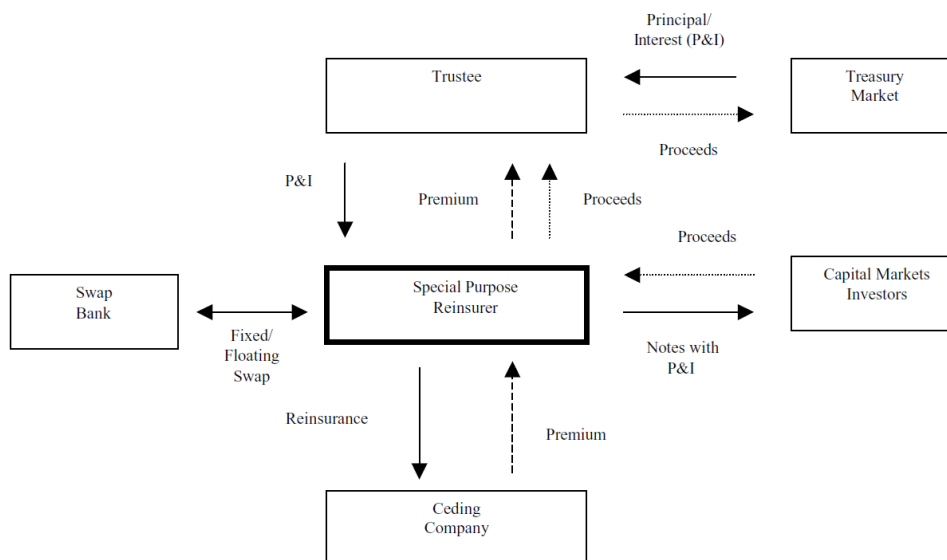 Principal/
Interest (P&I)
Trustee
Treasury
Market
Proceeds
P&I
Premium
Proceeds
Proceeds
Special Purpose
Reinsurer
Capital Markets
Investors
Swap
Bank
Fixed/
Floating
Swap
Notes with
P&I
Reinsurance
Premium
Ceding
Company